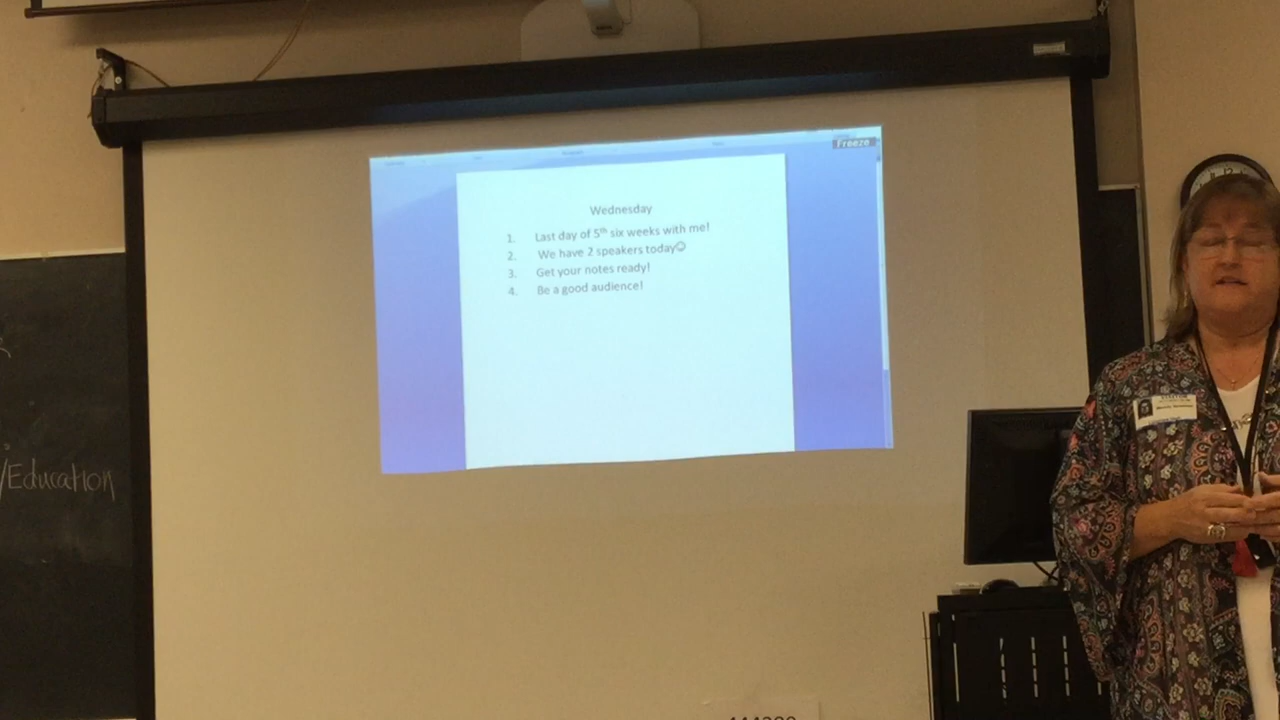 Freeze
Wednesday
1. Last day of 5th six weeks with me!
2. We have 2 speakers today☺
3. Get your notes ready!
4. Be a good audience!
/Education
VISITOR